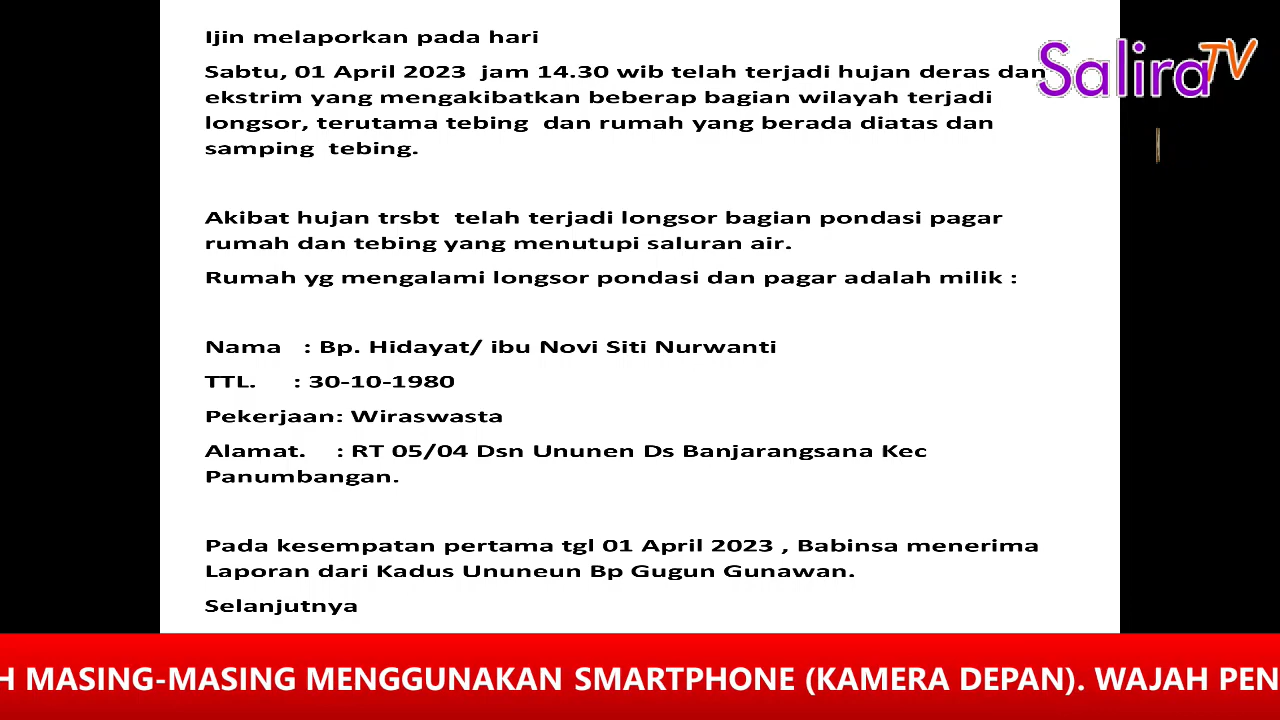 Ijin melaporkan pada hari
Sabtu, 01 April 2023 jam 14.30 wib telah terjadi hujan deras dan
ekstrim yang mengakibatkan beberap bagian wilayah terjadi
longsor, terutama tebing dan rumah yang berada diatas dan
samping tebing.
Akibat hujan trsbt telah terjadi longsor bagian pondasi pagar
rumah dan tebing yang menutupi saluran air.
Rumah yg mengalami longsor pondasi dan pagar adalah milik :
Nama : Bp. Hidayat/ ibu Novi Siti Nurwanti
TTL. : 30-10-1980
Pekerjaan: Wiraswasta
Alamat. : RT 05/04 Dsn Ununen Ds Banjarangsana Kec
Panumbangan.
Pada kesempatan pertama tgl 01 April 2023 , Babinsa menerima
Laporan dari Kadus Ununeun Bp Gugun Gunawan.
Selanjutnya
Salira TV
H MASING-MASING MENGGUNAKAN SMARTPHONE (KAMERA DEPAN). WAJAH PEN